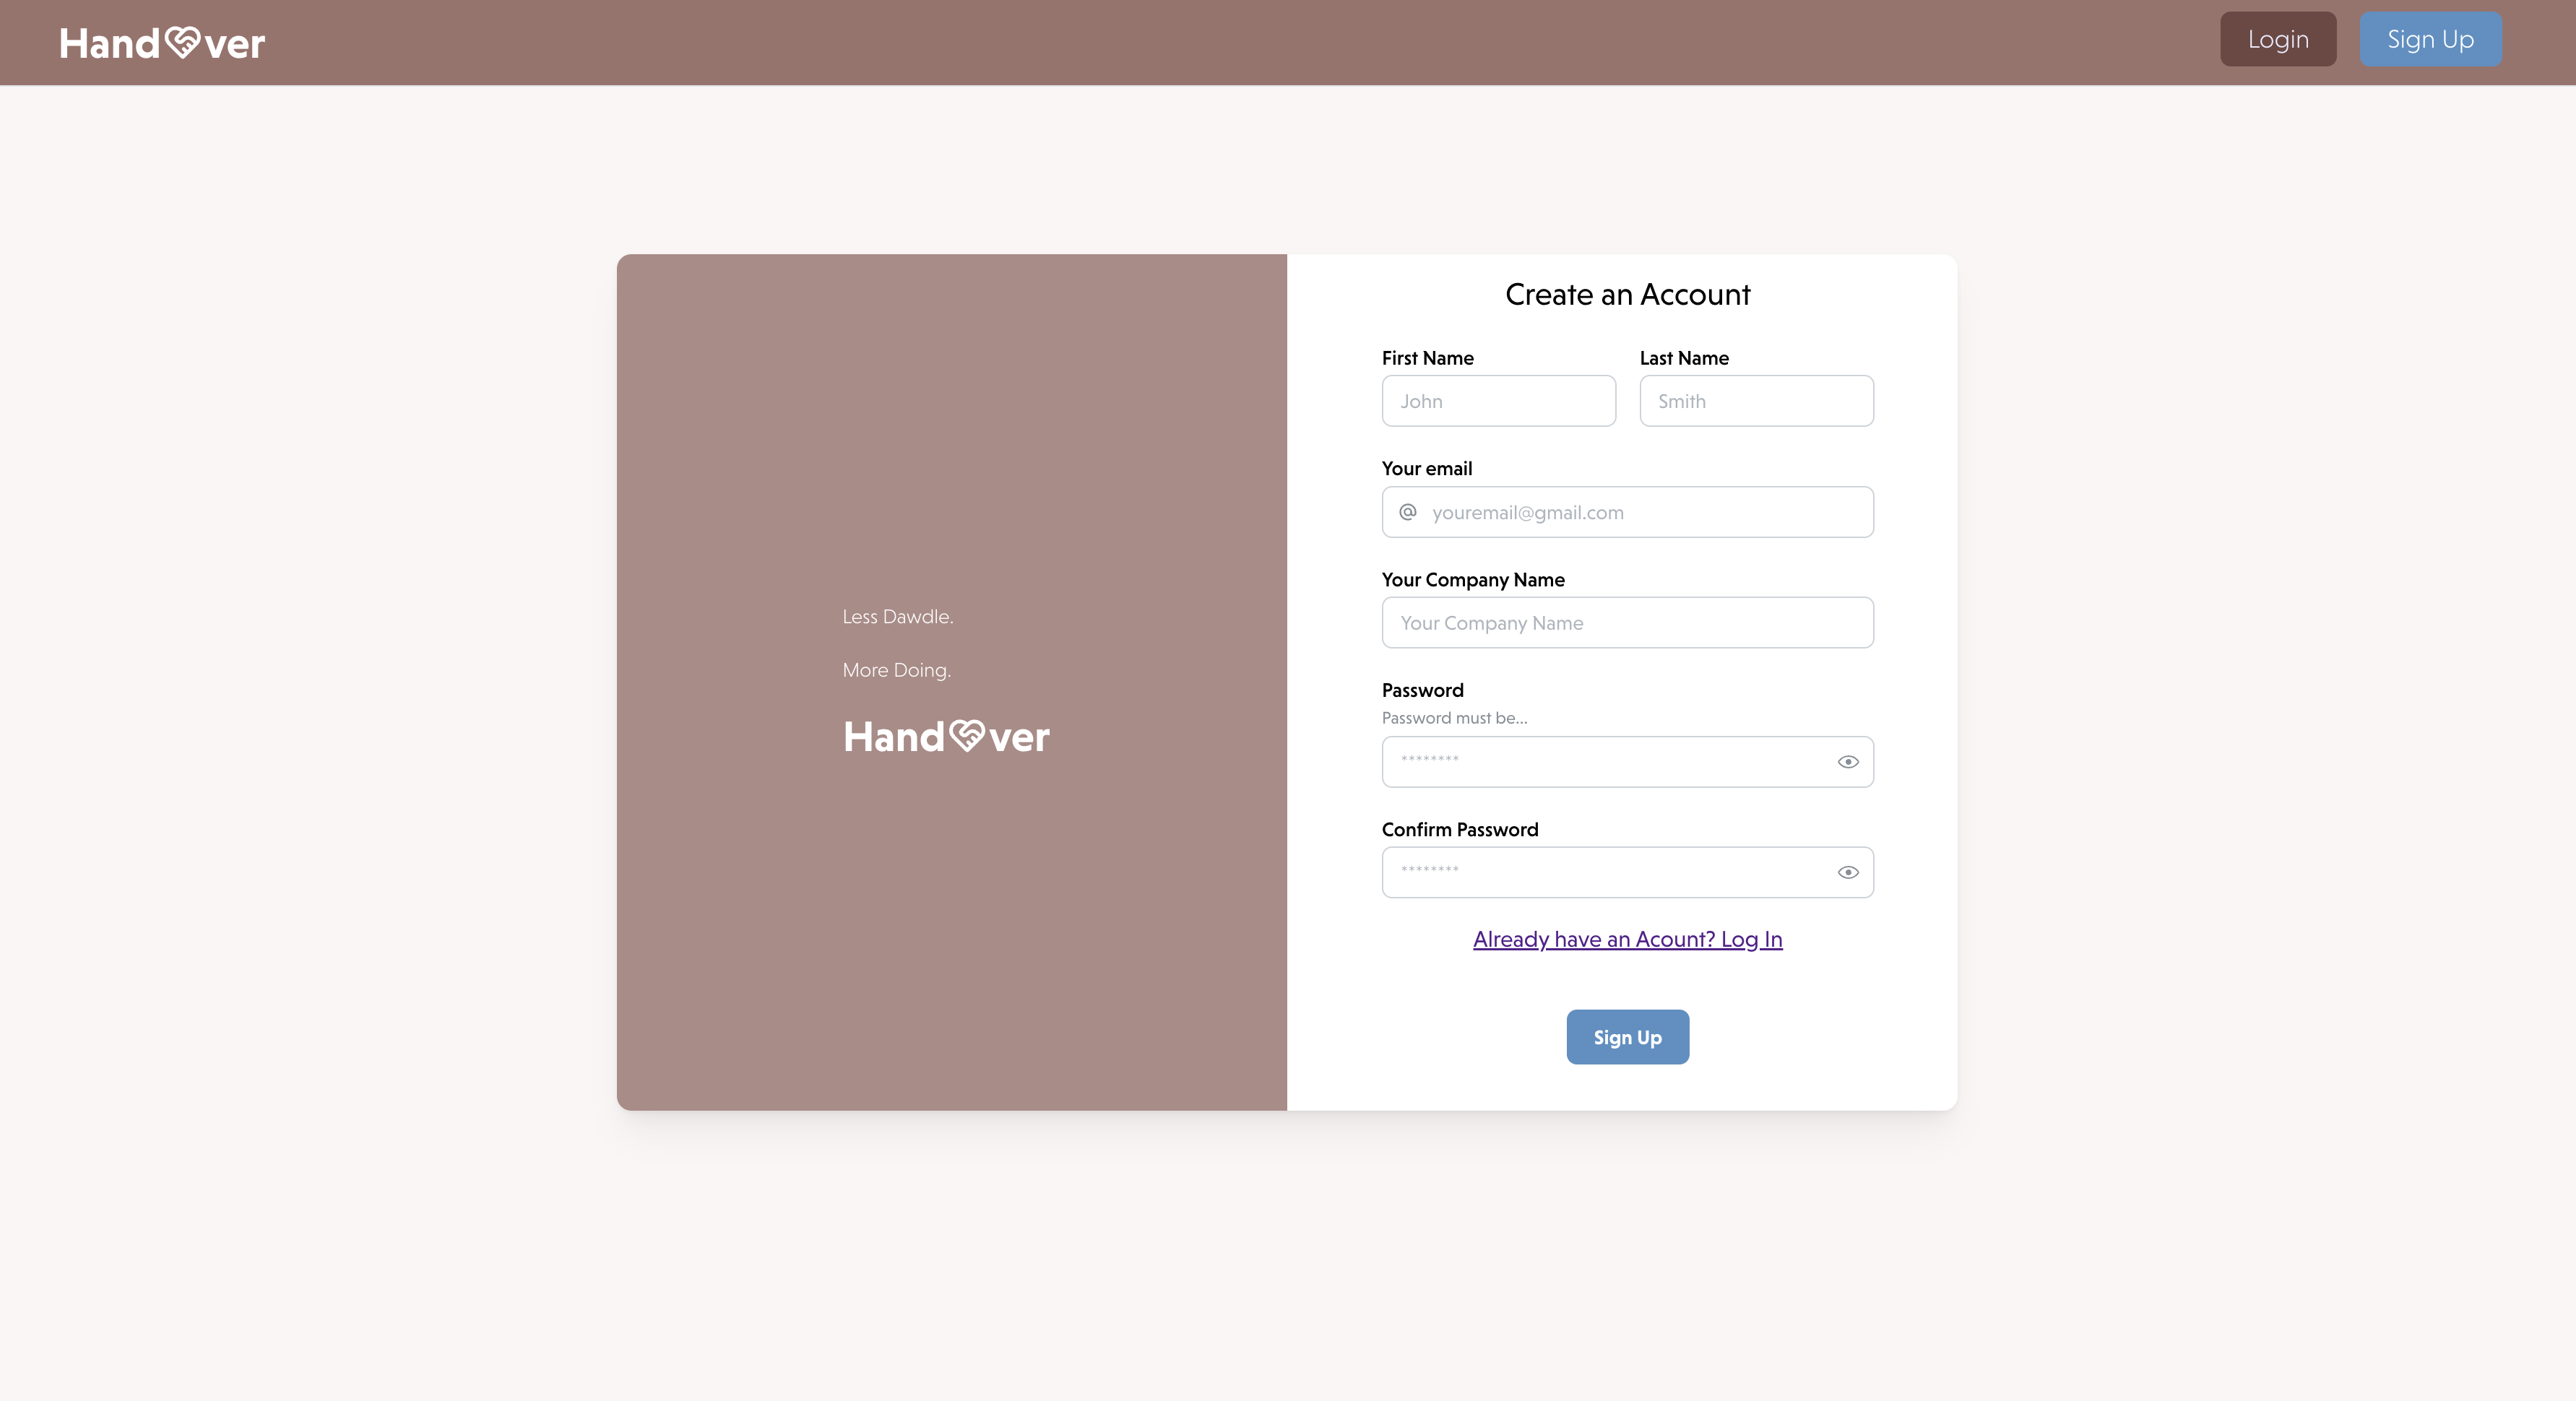 Handover
Login
Sign Up
Less Dawdle.
More Doing.
Handover
Create an Account
First Name
Last Name
John
Smith
Your email
@ youremail@gmail.com
Your Company Name
Your Company Name
Password
Password must be...
********
Confirm Password
********
Already have an Acount? Log In
Sign Up